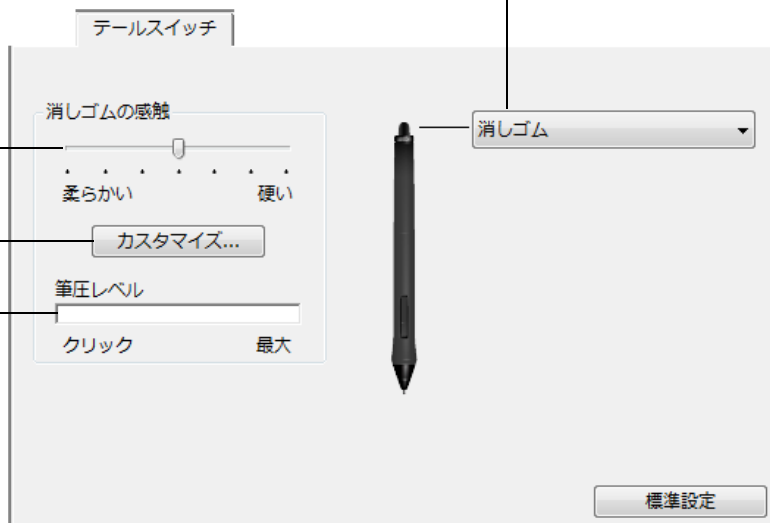 テールスイッチ
消しゴムの感触
消しゴム
柔らかい 硬い
カスタマイズ...
筆圧レベル
クリック 最大
標準設定